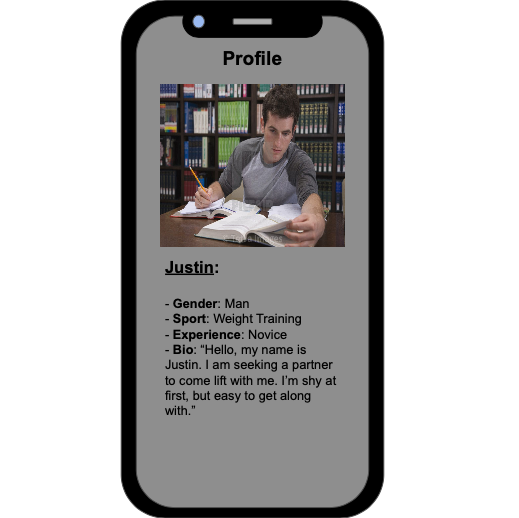 Profile
Justin:
- Gender: Man
- Sport: Weight Training
- Experience: Novice
- Bio: “Hello, my name is
Justin. I am seeking a partner
to come lift with me. I’m shy at
first, but easy to get along
with.”